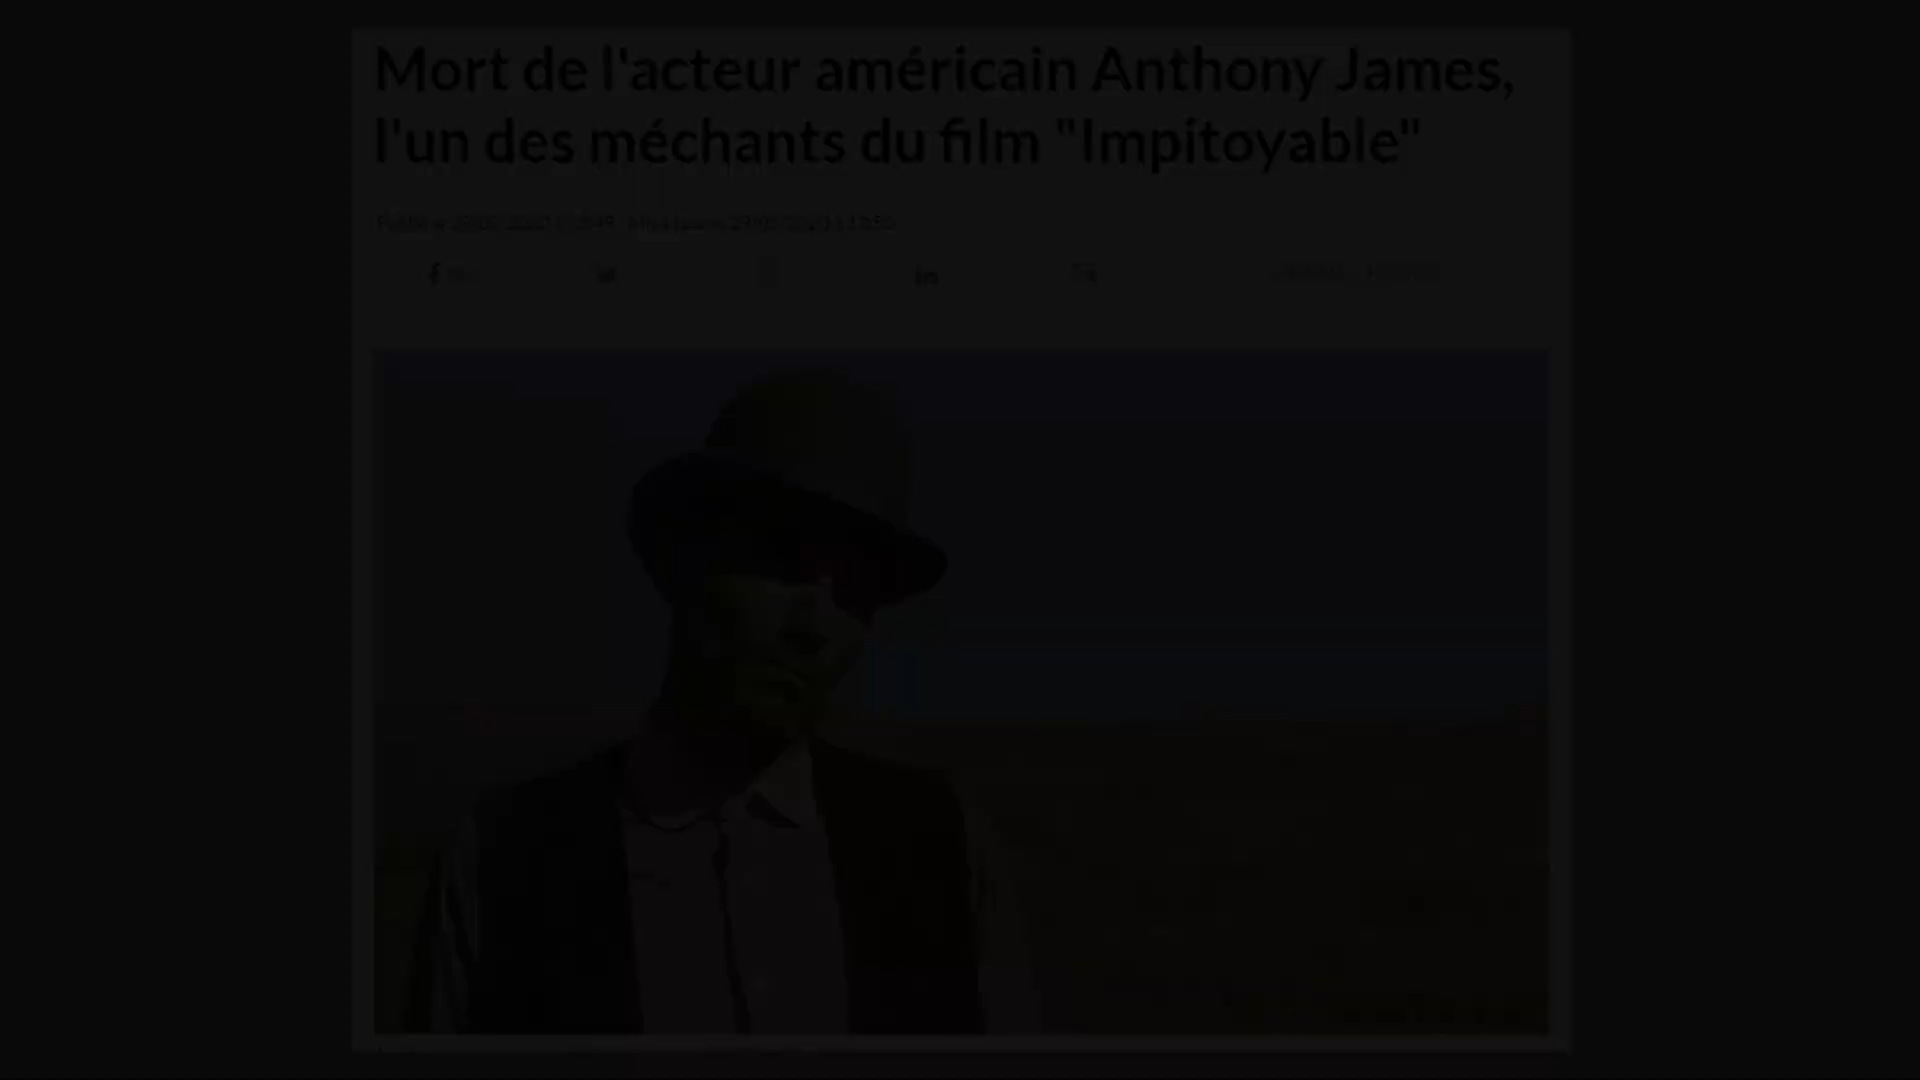 Mort de l'acteur américain Anthony James,
l'un des méchants du film "Impitoyable"